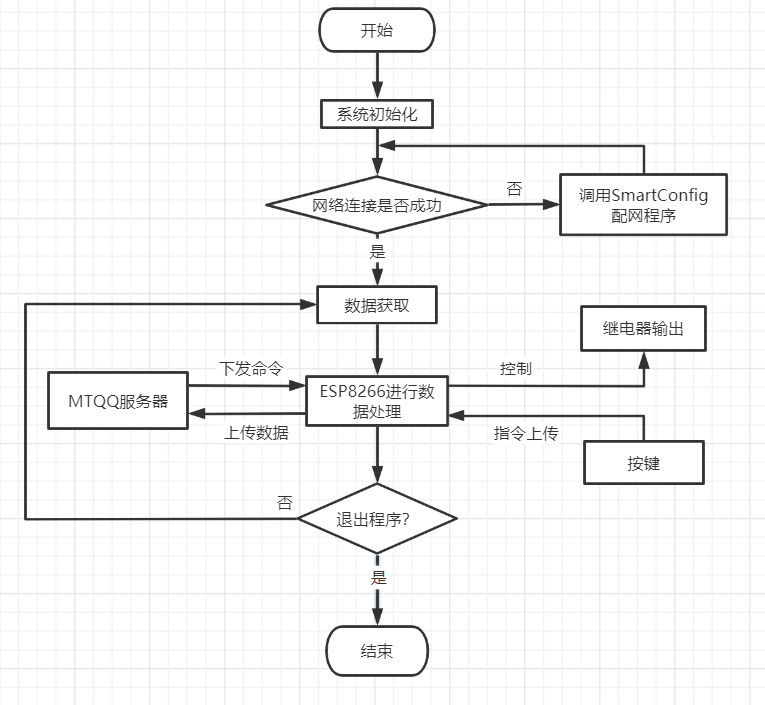 开始
系统初始化
网络连接是否成功
否
调用SmartConfig
配网程序
是
数据获取
继电器输出
下发命令
控制
MTQQ服务器
ESP8266进行数
据处理
上传数据
指令上传
按键
否
退出程序?
是
结束